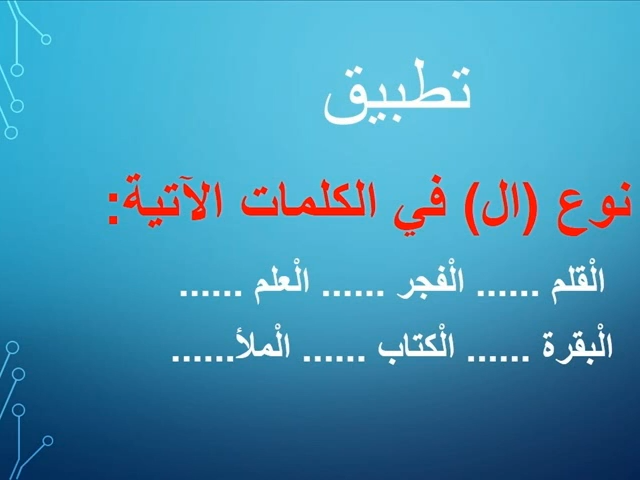 تطبيق
نوع (ال) في الكلمات الآتية:
الْقلم ...... الْفجر ...... الْعلم ......
الْبقرة ...... الْكتاب ...... الْملأ......